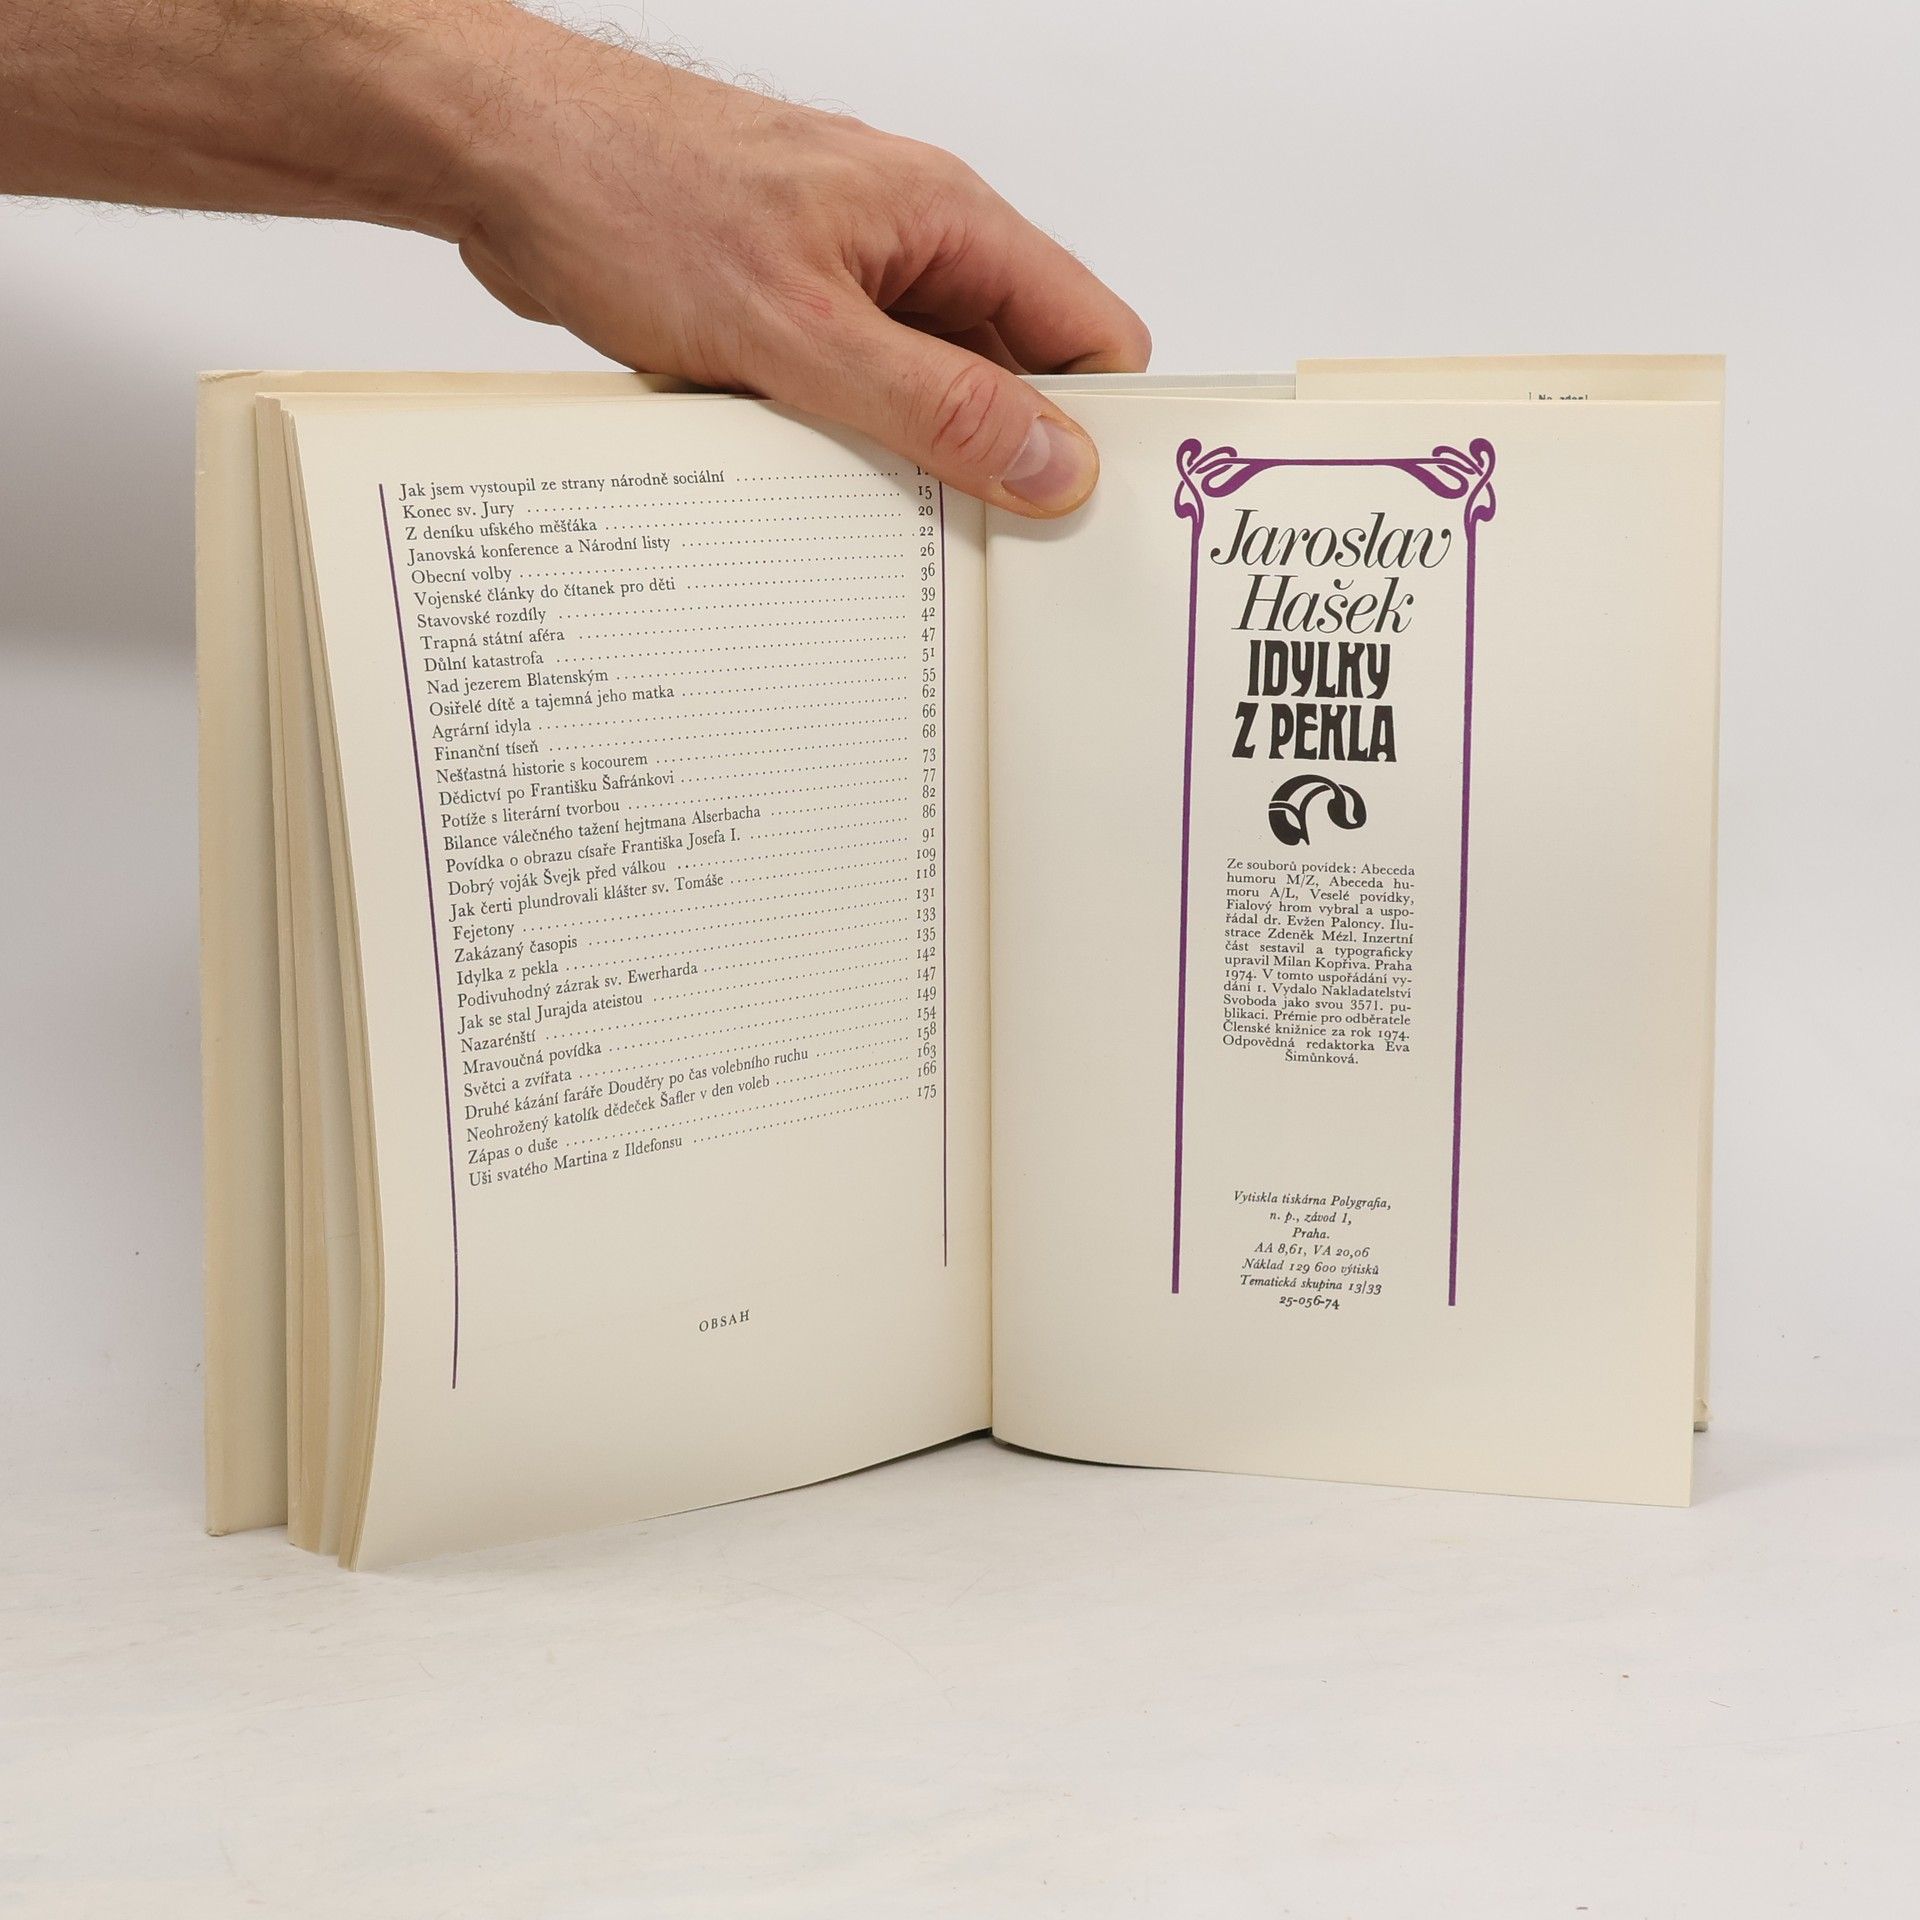 Jak jsem vystoupil ze strany národně sociální
Konec sv. Jury 15
Z deníku ufského měšťáka 20
Janovská konference a Národní listy 22
Obecní volby 26
Vojenské články do čítanek pro děti 36
Stavovské rozdíly 39
Trapná státní aféra 42
Důlní katastrofa 47
Nad jezerem Blatenským 51
Osiřelé dítě a tajemná jeho matka 55
Agrární idyla 62
Finanční tíseň 66
Nešťastná historie s kocourem 68
Dědictví po Františku Šafránkovi 73
Potíže s literární tvorbou 77
Bilance válečného tažení hejtmana Alserbacha 82
Povídka o obrazu císaře Františka Josefa I. 86
Dobrý voják Švejk před válkou 91
Jak čerti plundrovali klášter sv. Tomáše 109
Fejetony 118
Zakázaný časopis 131
Idylka z pekla 133
Podivuhodný zázrak sv. Ewerharda 135
Jak se stal Jurajda ateistou 142
Nazarénští 147
Mravoučná povídka 149
Světci a zvířata 154
Druhé kázání faráře Douděry po čas volebního ruchu 158
Neohrožený katolík dědeček Šafler v den voleb 163
Zápas o duše 166
Uši svatého Martina z Ildefonsu 175
OBSAH
Jaroslav
Hašek
IDYLKY
Z PEKLA
Ze souborů povídek: Abeceda
humoru M/Z, Abeceda hu-
moru A/L, Veselé povídky,
Fialový hrom vybral a uspo-
řádal dr. Evžen Paloncy. Ilu-
strace Zdeněk Mézl. Inzertní
část sestavil a typograficky
upravil Milan Kopřiva. Praha
1974. V tomto uspořádání vy-
dání 1. Vydalo Nakladatelství
Svoboda jako svou 3571. pu-
blikaci. Prémie pro odběratele
Členské knižnice za rok 1974.
Odpovědná redaktorka Eva
Šimůnková.
Vytiskla tiskárna Polygrafia,
n. p., závod 1,
Praha.
AA 8,61, VA 20,06
Náklad 129 600 výtisků
Tematická skupina 13/33
25-056-74